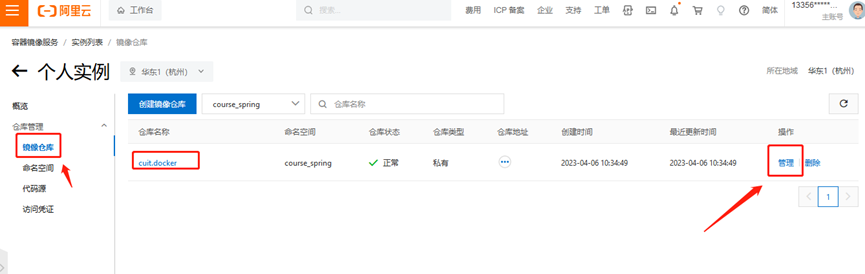 阿里云 工作台 搜索... 费用 ICP 备案 企业 支持 工单 简体 13356*****...
主账号
容器镜像服务 / 实例列表 / 镜像仓库
个人实例 华东1（杭州） 所在地域 华东1（杭州）
概览
仓库管理
镜像仓库
命名空间
代码源
访问凭证
创建镜像仓库 course_spring 仓库名称
仓库名称 命名空间 仓库状态 仓库类型 仓库地址 创建时间 最近更新时间 操作
cuit.docker course_spring 正常 私有 2023-04-06 10:34:49 2023-04-06 10:34:49 管理 删除
1